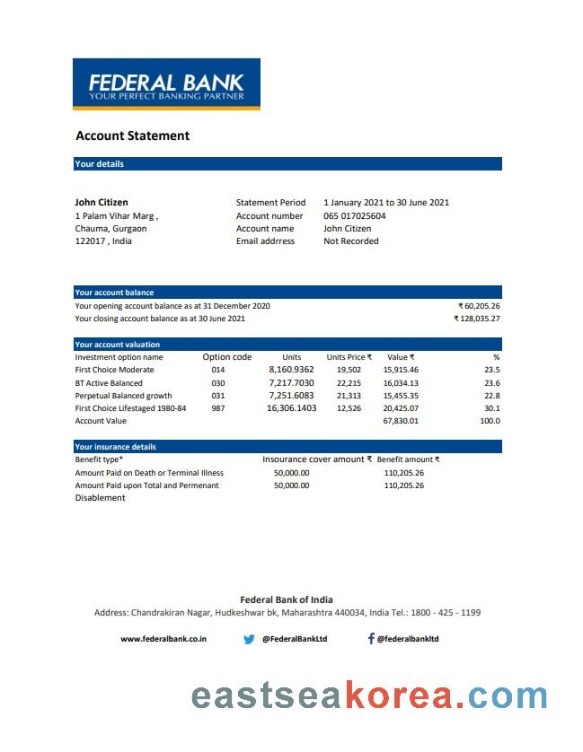 FEDERAL BANK
YOUR PERFECT BANKING PARTNER
Account Statement
Your details
John Citizen Statement Period 1 January 2021 to 30 June 2021
1 Palam Vihar Marg , Account number 065 017025604
Chauma, Gurgaon Account name John Citizen
122017 , India Email addrress Not Recorded
Your account balance
Your opening account balance as at 31 December 2020 ₹ 60,205.26
Your closing account balance as at 30 June 2021 ₹ 128,035.27
Your account valuation
Investment option name Option code Units Units Price ₹ Value ₹ %
First Choice Moderate 014 8,160.9362 19,502 15,915.46 23.5
BT Active Balanced 030 7,217.7030 22,215 16,034.13 23.6
Perpetual Balanced growth 031 7,251.6083 21,313 15,455.35 22.8
First Choice Lifestaged 1980-84 987 16,306.1403 12,526 20,425.07 30.1
Account Value 67,830.01 100.0
Your insurance details
Benefit type* Insourance cover amount ₹ Benefit amount ₹
Amount Paid on Death or Terminal Illness 50,000.00 110,205.26
Amount Paid upon Total and Permenant 50,000.00 110,205.26
Disablement
Federal Bank of India
Address: Chandrakiran Nagar, Hudkeshwar bk, Maharashtra 440034, India Tel.: 1800 - 425 - 1199
www.federalbank.co.in @FederalBankLtd @federalbankltd
eastseakorea.com